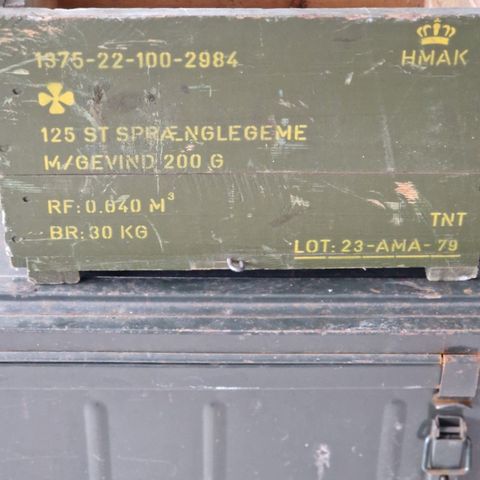 1375-22-100-2984
HMAK
125 ST SPRÆNGLEGEME
M/GEVIND 200 G
RF: 0.040 M³
BR: 30 KG
TNT
LOT: 23-AMA-79